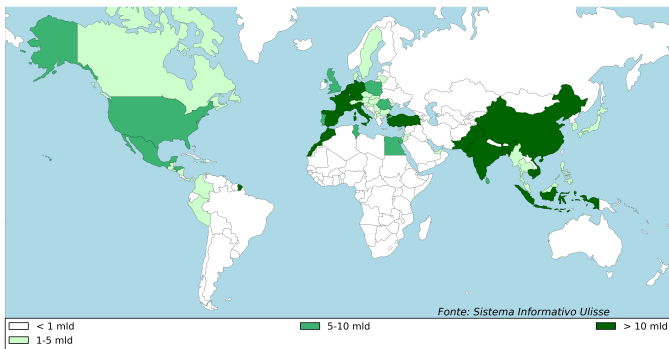 Fonte: Sistema Informativo Ulisse
< 1 mld
5-10 mld
> 10 mld
1-5 mld